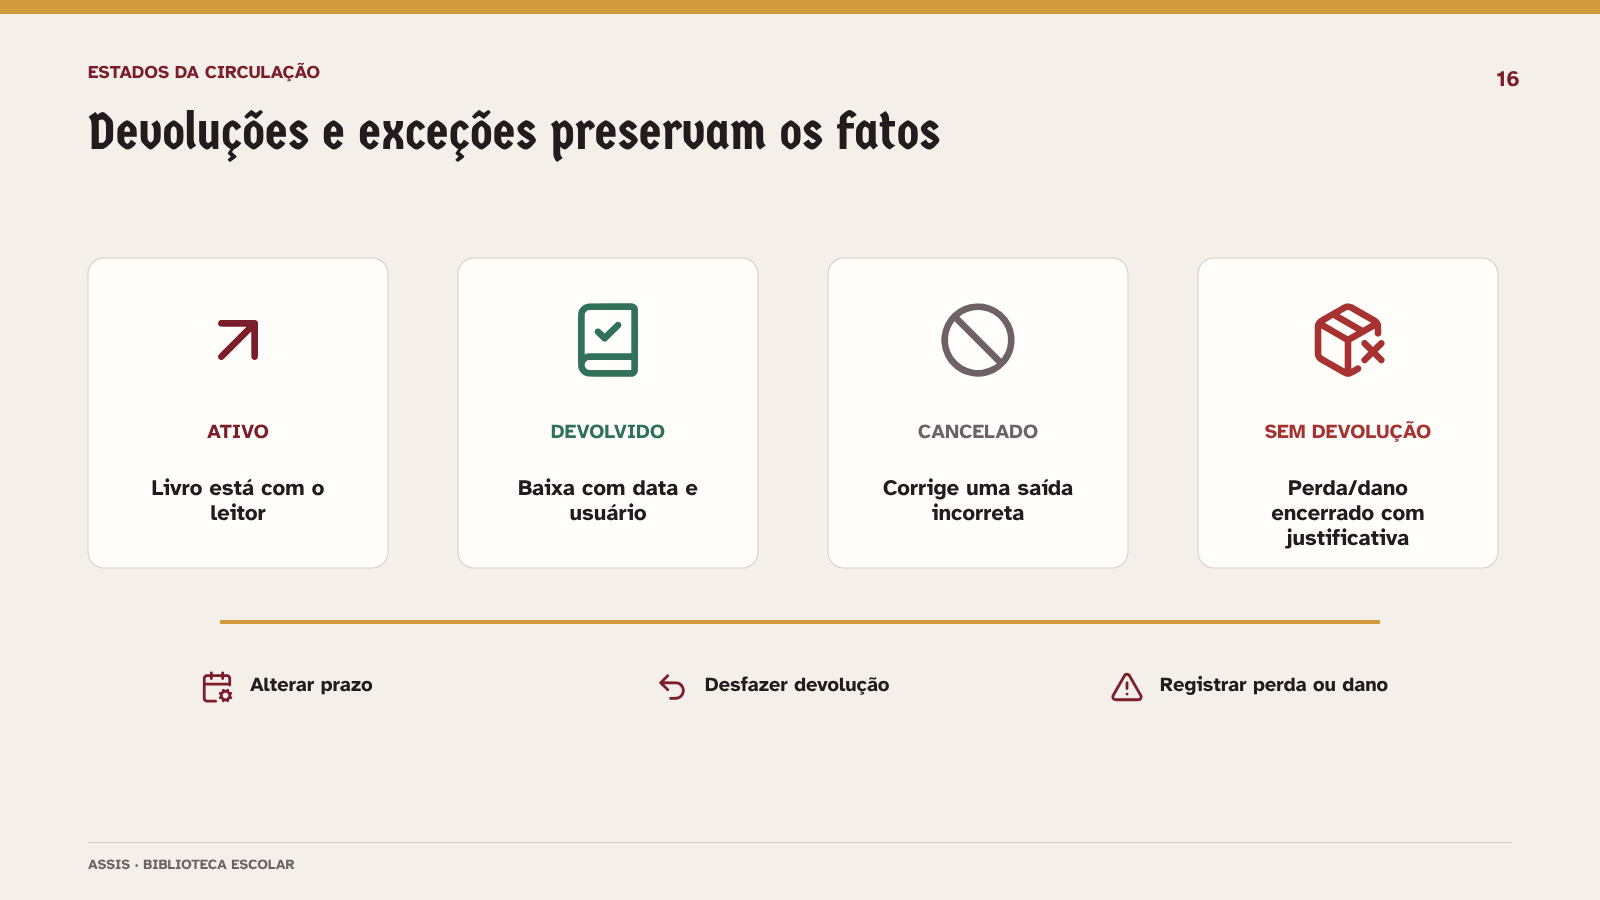 ESTADOS DA CIRCULAÇÃO
16
Devoluções e exceções preservam os fatos
ATIVO
Livro está com o
leitor
DEVOLVIDO
Baixa com data e
usuário
CANCELADO
Corrige uma saída
incorreta
SEM DEVOLUÇÃO
Perda/dano
encerrado com
justificativa
Alterar prazo
Desfazer devolução
Registrar perda ou dano
ASSIS · BIBLIOTECA ESCOLAR